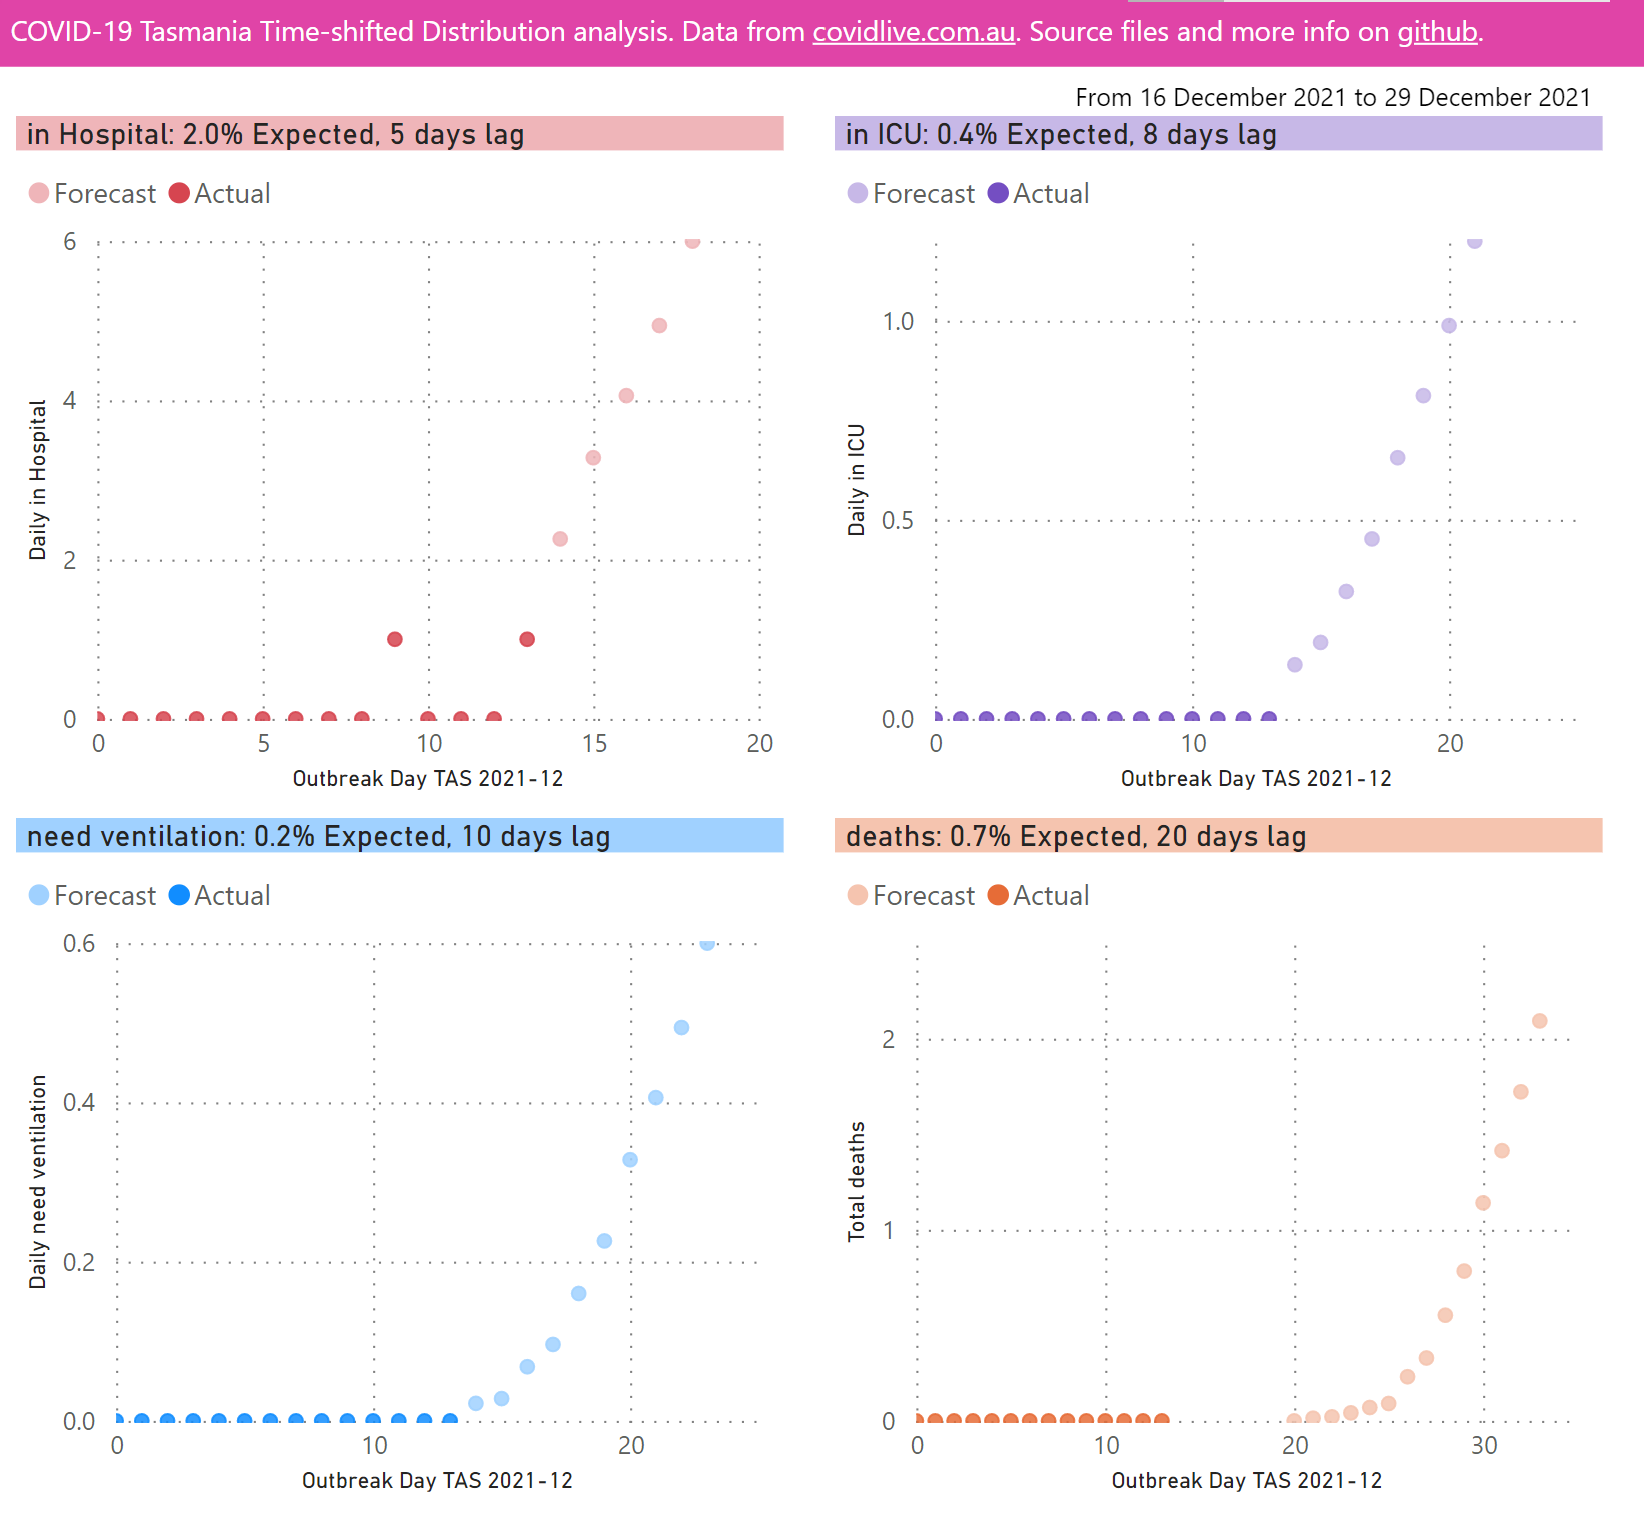 COVID-19 Tasmania Time-shifted Distribution analysis. Data from covidlive.com.au. Source files and more info on github.
From 16 December 2021 to 29 December 2021
in Hospital: 2.0% Expected, 5 days lag
Forecast Actual
6
4
2
0
Daily in Hospital
0 5 10 15 20
Outbreak Day TAS 2021-12
in ICU: 0.4% Expected, 8 days lag
Forecast Actual
1.0
0.5
0.0
Daily in ICU
0 10 20
Outbreak Day TAS 2021-12
need ventilation: 0.2% Expected, 10 days lag
Forecast Actual
0.6
0.4
0.2
0.0
Daily need ventilation
0 10 20
Outbreak Day TAS 2021-12
deaths: 0.7% Expected, 20 days lag
Forecast Actual
2
1
0
Total deaths
0 10 20 30
Outbreak Day TAS 2021-12